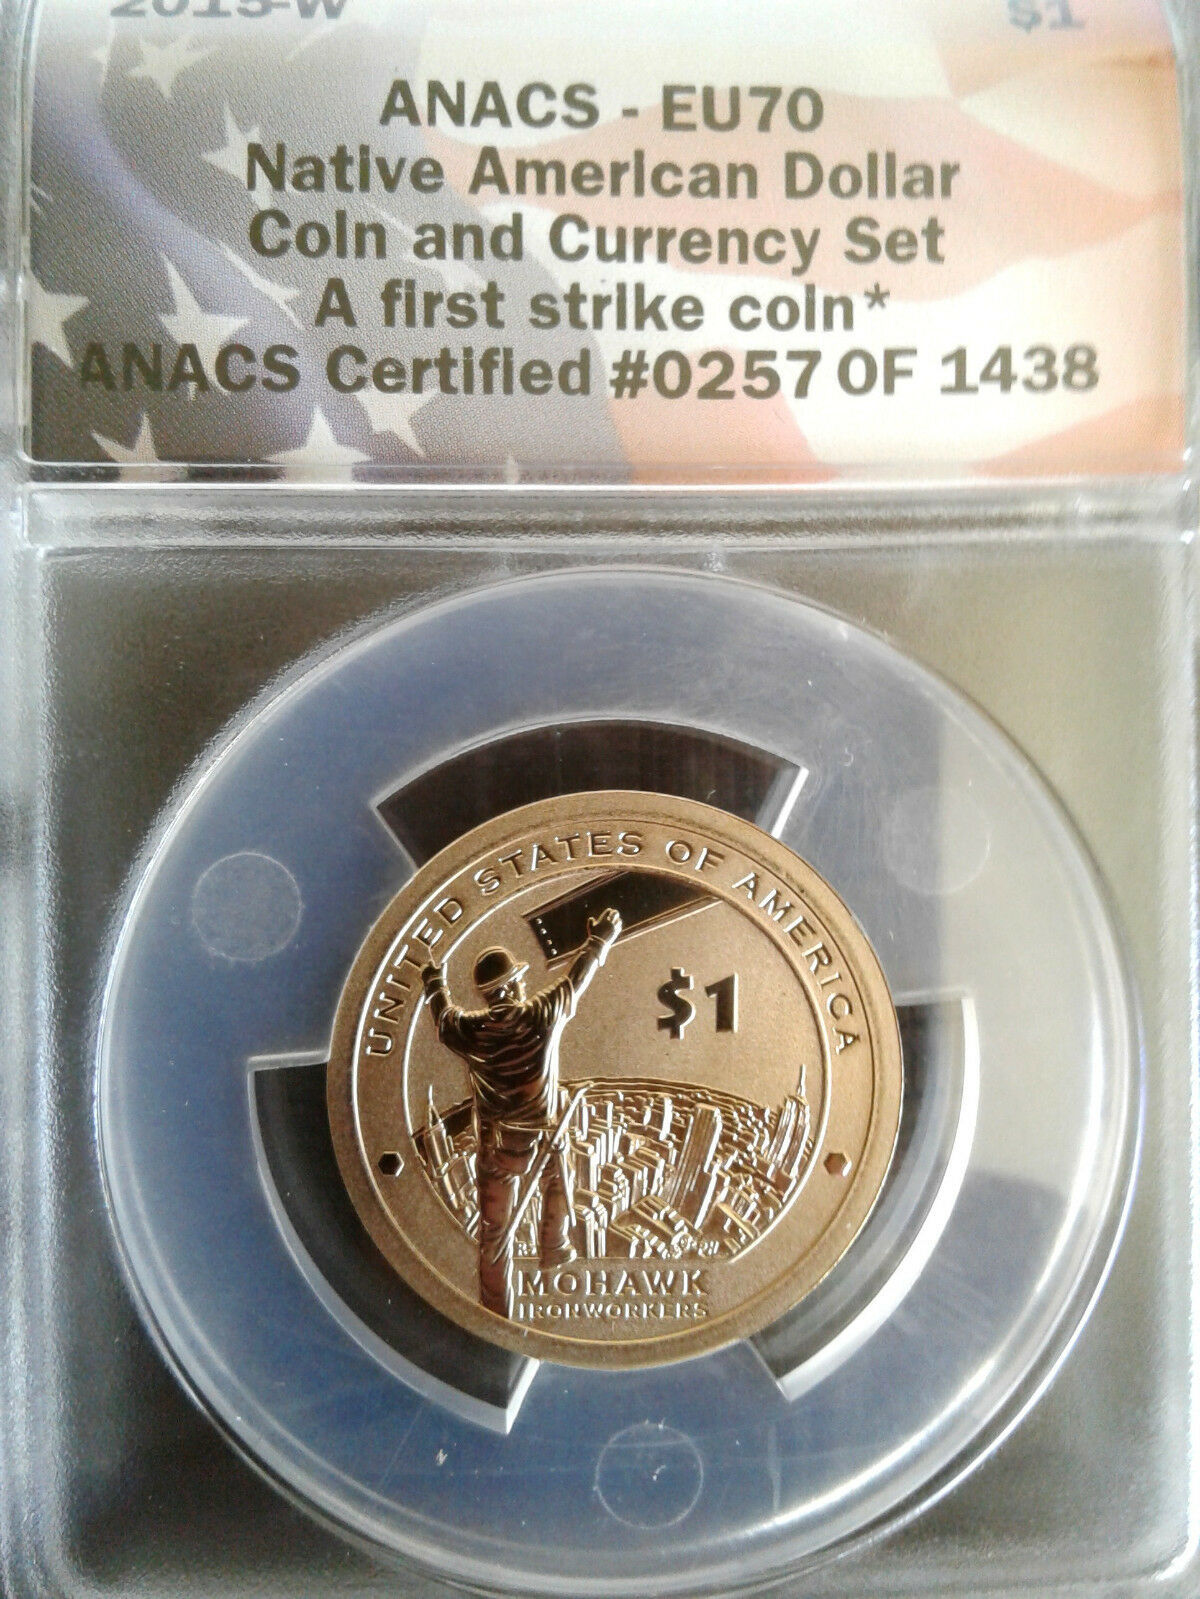 2015-W $1
ANACS - EU70
Native American Dollar
Coin and Currency Set
A first strike coin*
ANACS Certified #0257 OF 1438
UNITED STATES OF AMERICA
$1
MOHAWK
IRONWORKERS